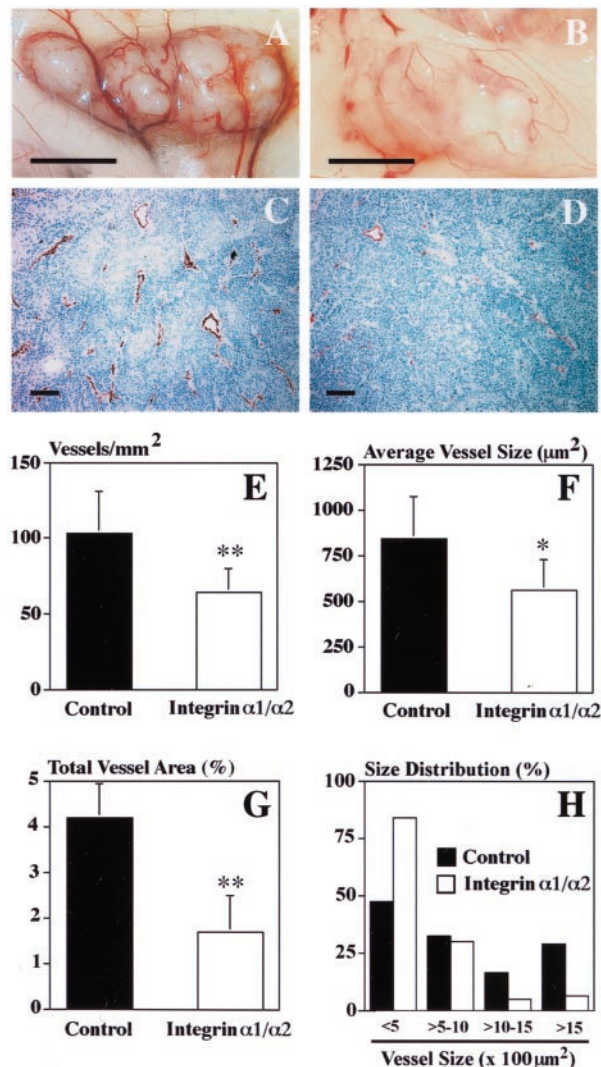 A
B
C
D
Vessels/mm²
E
150
100
50
0
**
Control
Integrin α1/α2
Average Vessel Size (µm²)
F
1250
1000
750
500
250
0
*
Control
Integrin α1/α2
Total Vessel Area (%)
G
5
4
3
2
1
0
**
Control
Integrin α1/α2
Size Distribution (%)
H
100
75
50
25
0
Control
Integrin α1/α2
<5
>5-10
>10-15
>15
Vessel Size (x 100µm²)